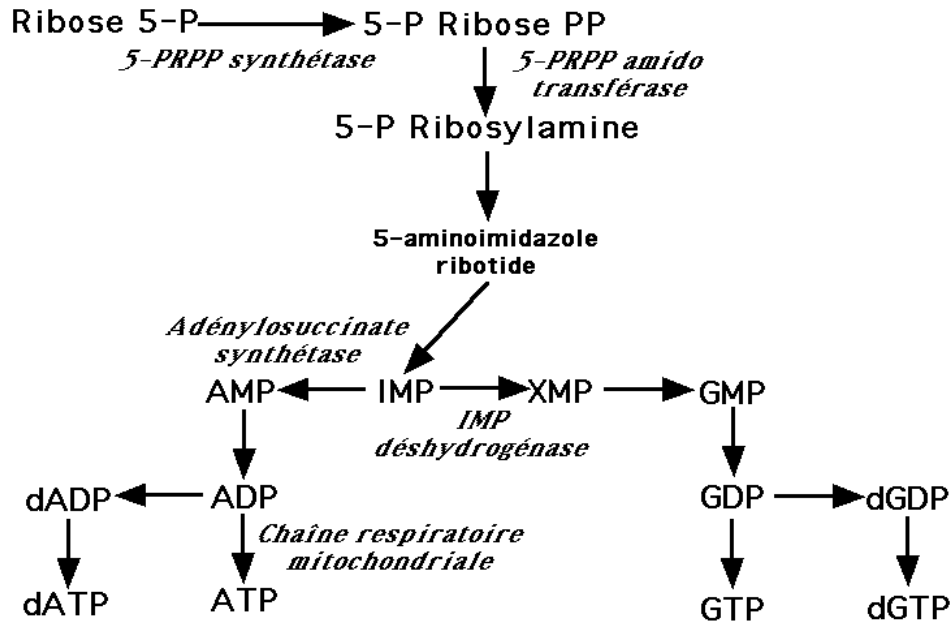 Ribose 5-P 5-P Ribose PP
5-PRPP synthétase 5-PRPP amido
transférase
5-P Ribosylamine
5-aminoimidazole
ribotide
Adénylosuccinate
synthétase
AMP IMP XMP GMP
IMP
déshydrogénase
dADP ADP GDP dGDP
Chaîne respiratoire
mitochondriale
dATP ATP GTP dGTP